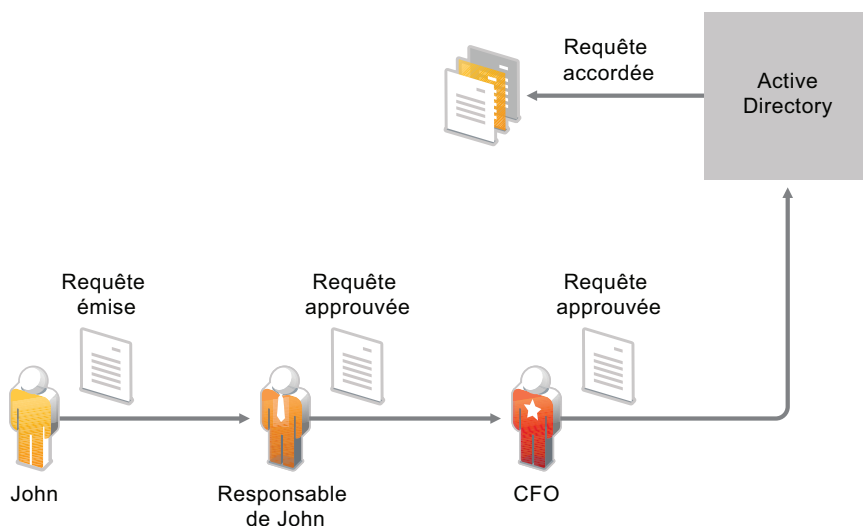 Requête
accordée
Active
Directory
Requête
émise
Requête
approuvée
Requête
approuvée
John
Responsable
de John
CFO